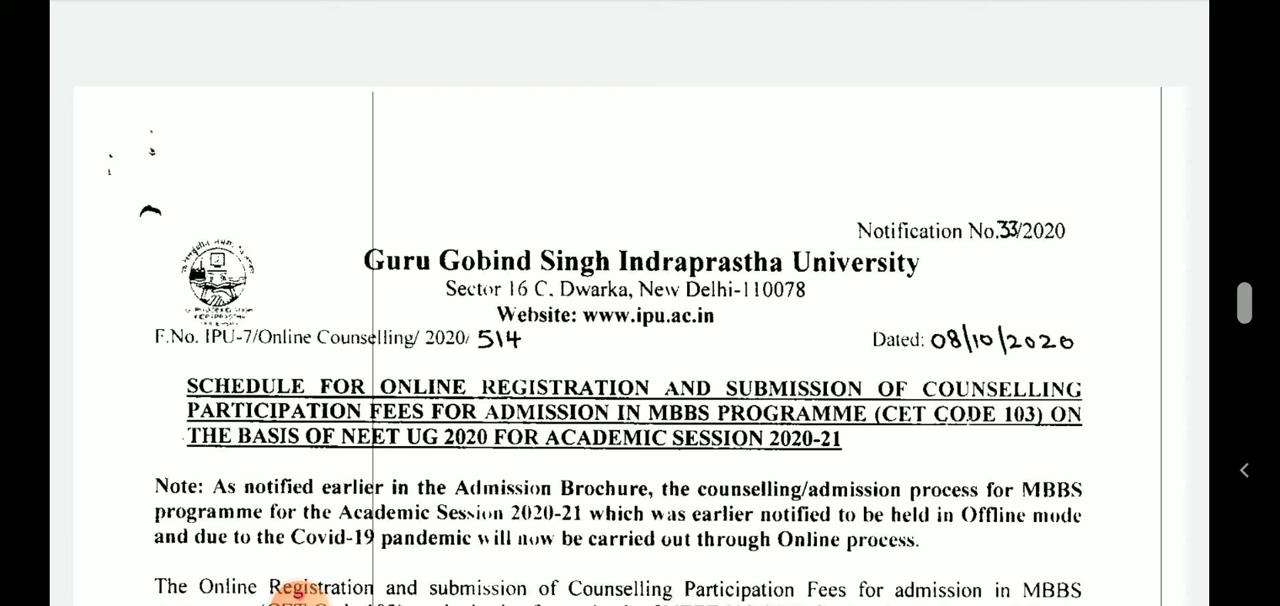 Notification No.33/2020
Guru Gobind Singh Indraprastha University
Sector 16 C, Dwarka, New Delhi-110078
Website: www.ipu.ac.in
F.No. IPU-7/Online Counselling/ 2020/ 514 Dated: 08/10/2020
SCHEDULE FOR ONLINE REGISTRATION AND SUBMISSION OF COUNSELLING
PARTICIPATION FEES FOR ADMISSION IN MBBS PROGRAMME (CET CODE 103) ON
THE BASIS OF NEET UG 2020 FOR ACADEMIC SESSION 2020-21
Note: As notified earlier in the Admission Brochure, the counselling/admission process for MBBS
programme for the Academic Session 2020-21 which was earlier notified to be held in Offline mode
and due to the Covid-19 pandemic will now be carried out through Online process.
The Online Registration and submission of Counselling Participation Fees for admission in MBBS